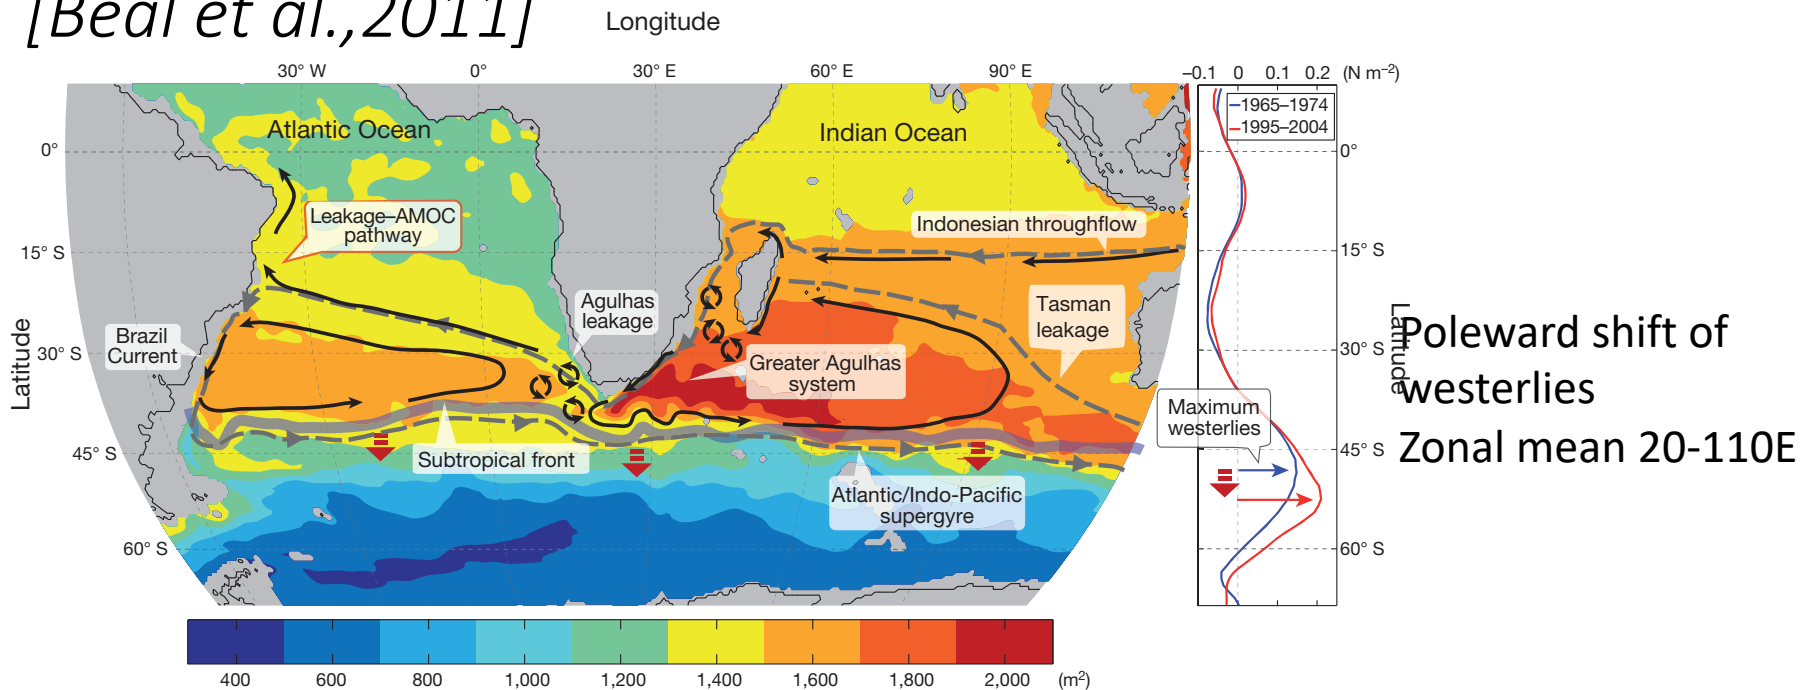 [Beal et al.,2011]
Longitude
30° W 0° 30° E 60° E 90° E
–0.1 0 0.1 0.2 (N m⁻²)
1965–1974
1995–2004
Atlantic Ocean
Indian Ocean
0°
0°
Leakage–AMOC
pathway
Indonesian throughflow
15° S
15° S
Agulhas
leakage
Tasman
leakage
Brazil
Current
Latitude
30° S
30° S
Latitude
Greater Agulhas
system
Poleward shift of
westerlies
Zonal mean 20-110E
Maximum
westerlies
45° S
45° S
Subtropical front
Atlantic/Indo-Pacific
supergyre
60° S
60° S
400 600 800 1,000 1,200 1,400 1,600 1,800 2,000 (m²)